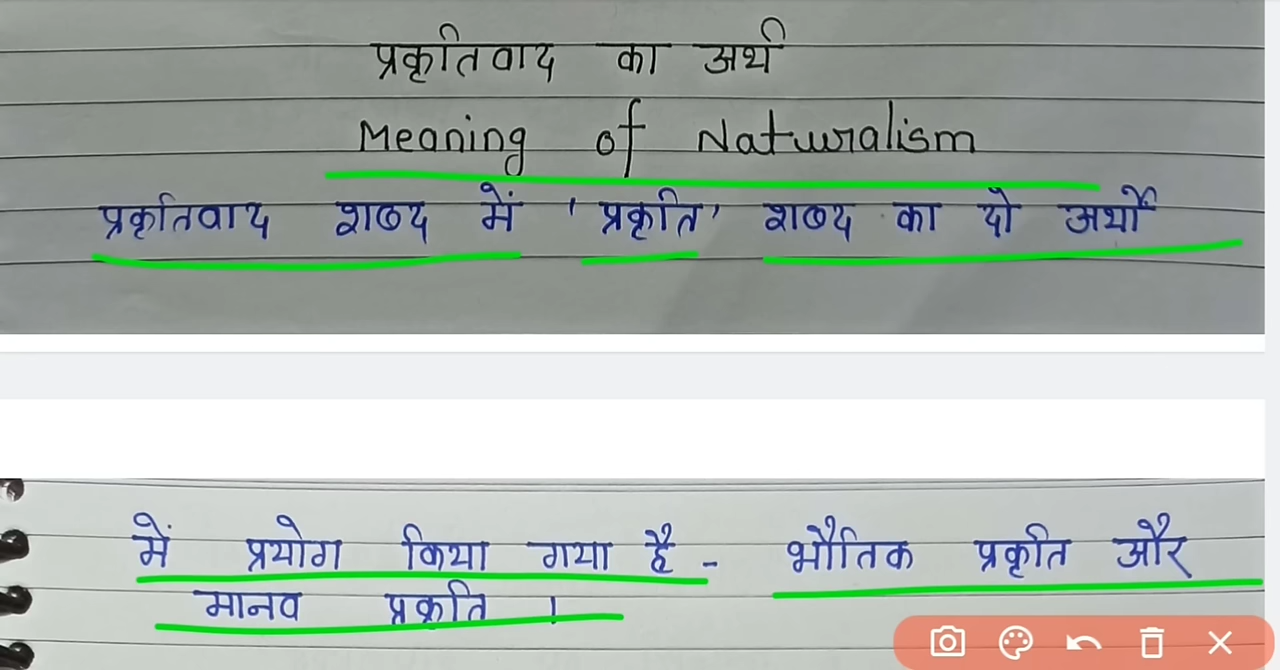 प्रकृतिवाद का अर्थ
Meaning of Naturalism
प्रकृतिवाद शब्द में 'प्रकृति' शब्द का दो अर्थों
में प्रयोग किया गया है - भौतिक प्रकृति और
मानव प्रकृति ।